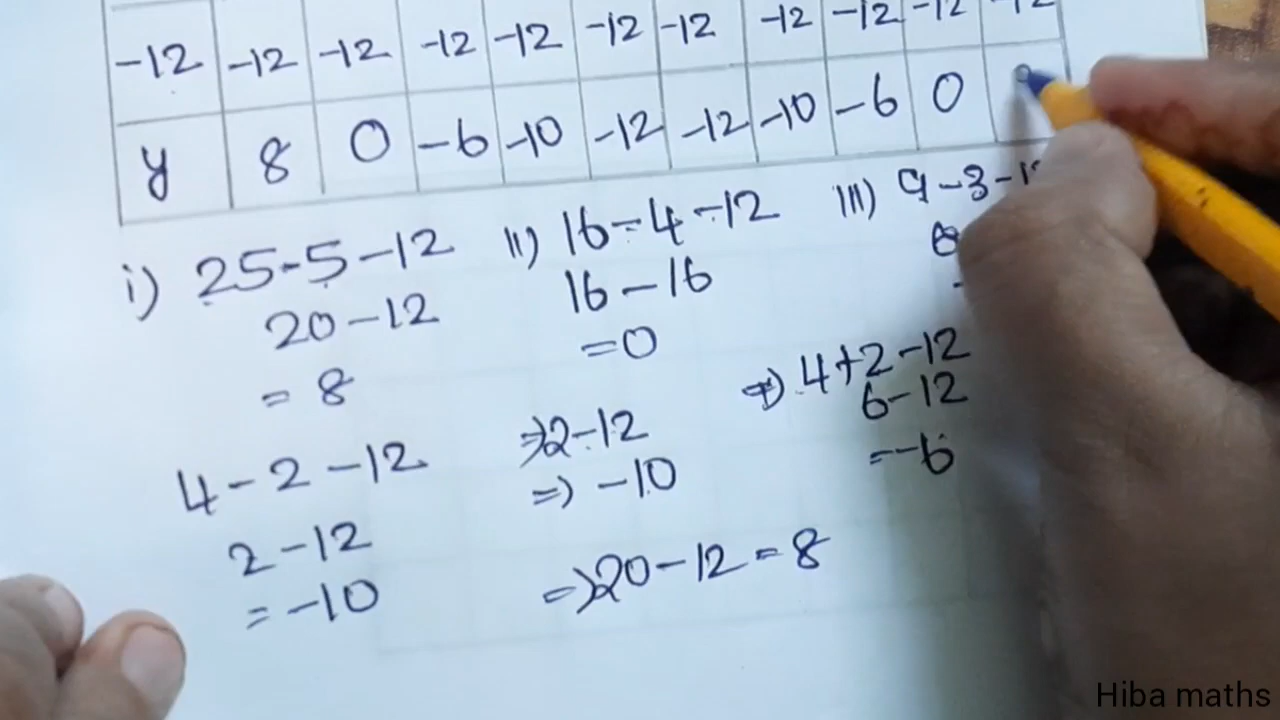 -12 -12 -12 -12 -12 -12 -12 -12 -12 -12 -12
y 8 0 -6 -10 -12 -12 -10 -6 0
i) 25-5-12
20-12
= 8
II) 16-4-12
16-16
=0
III) 9-3-
4-2-12
2-12
= -10
=>2-12
=> -10
4+2-12
6-12
=-6
=>20-12=8
Hiba maths